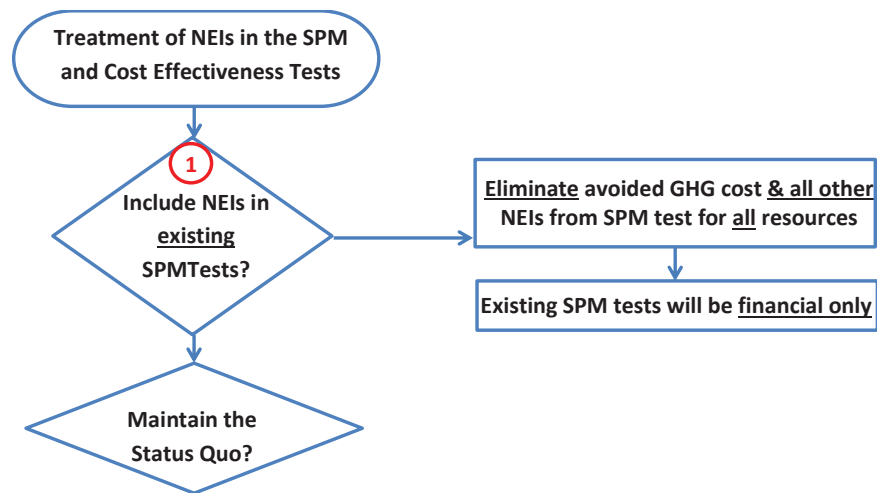 Treatment of NEIs in the SPM
and Cost Effectiveness Tests
1
Include NEIs in
existing
SPMTests?
Eliminate avoided GHG cost & all other
NEIs from SPM test for all resources
Existing SPM tests will be financial only
Maintain the
Status Quo?